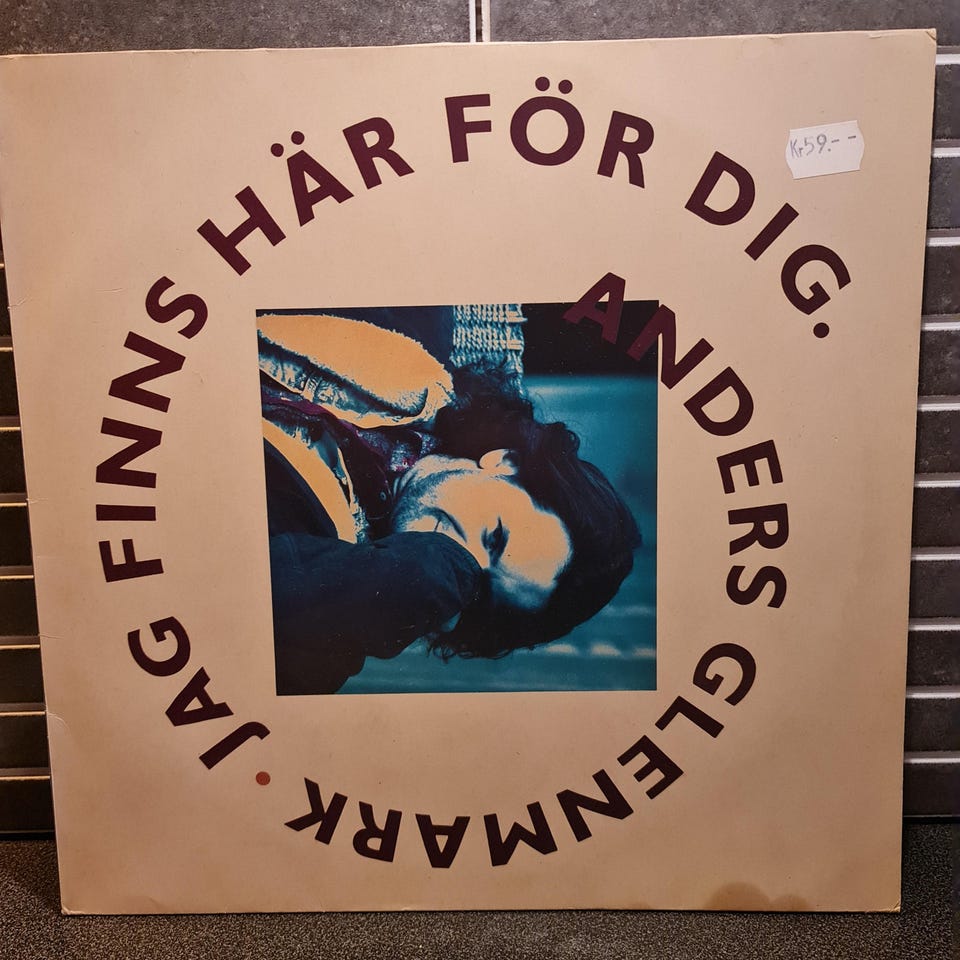 JAG FINNS HÄR FÖR DIG.
ANDERS GLENMARK •
Kr59.--